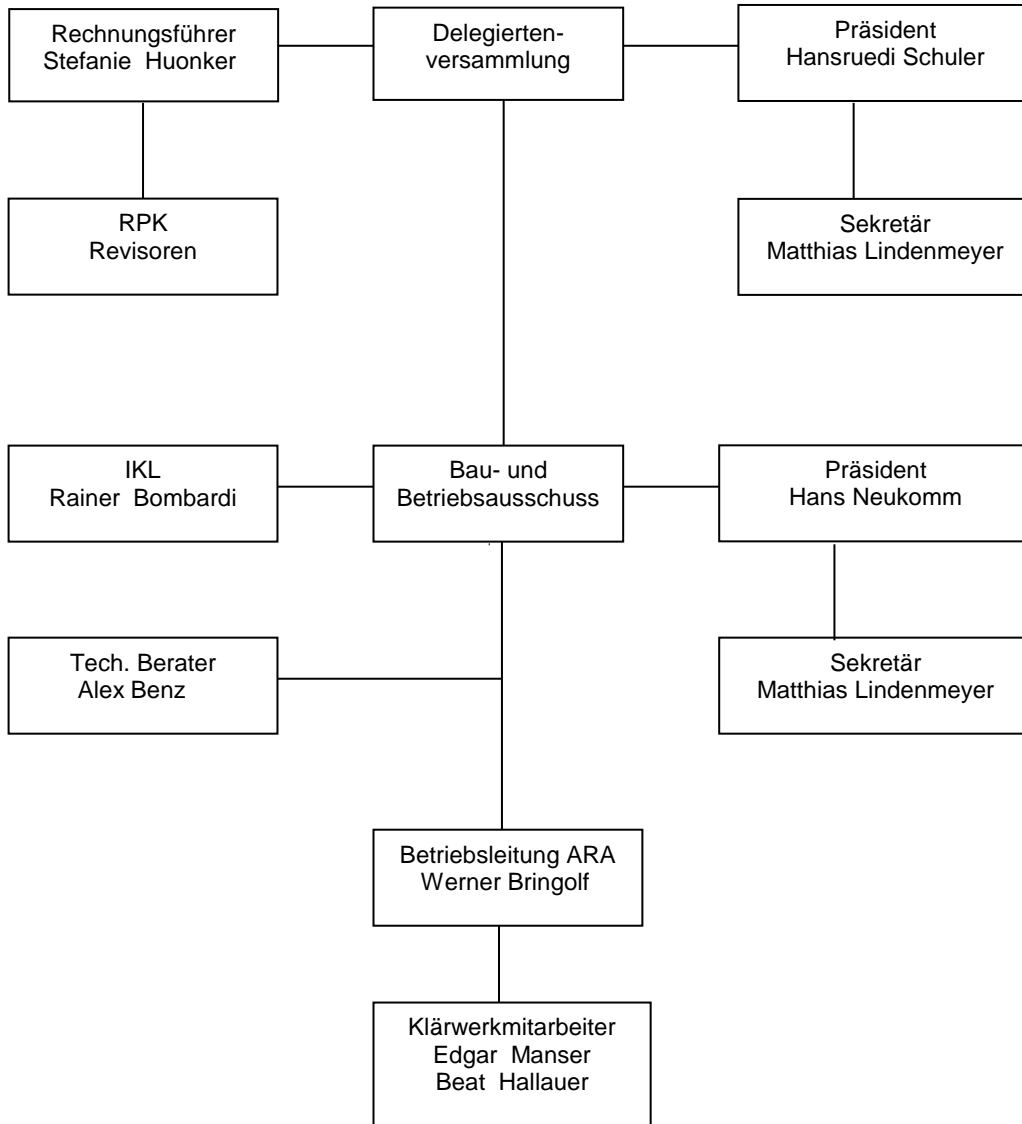 Rechnungsführer
Stefanie Huonker
Delegierten-
versammlung
Präsident
Hansruedi Schuler
RPK
Revisoren
Sekretär
Matthias Lindenmeyer
IKL
Rainer Bombardi
Bau- und
Betriebsausschuss
Präsident
Hans Neukomm
Tech. Berater
Alex Benz
Sekretär
Matthias Lindenmeyer
Betriebsleitung ARA
Werner Bringolf
Klärwerkmitarbeiter
Edgar Manser
Beat Hallauer